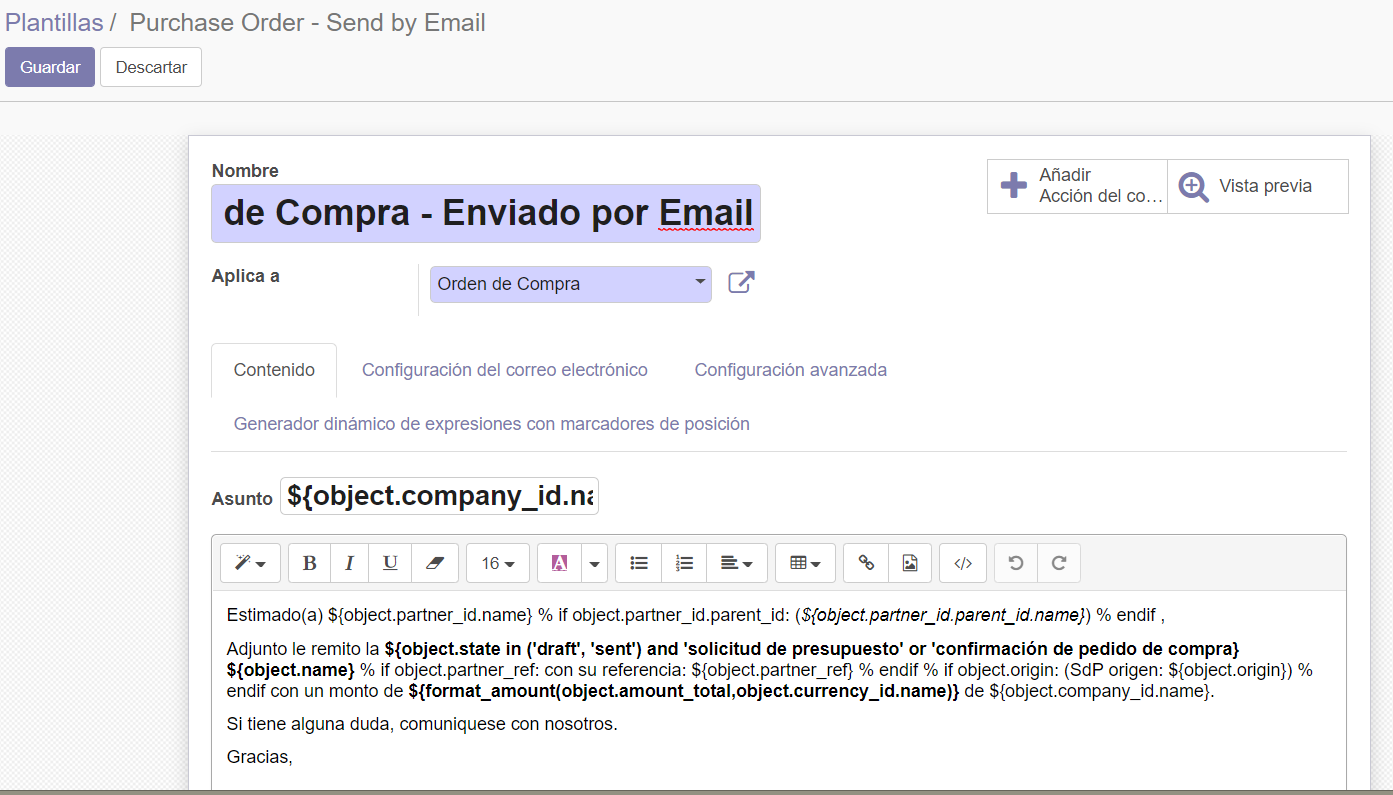 Plantillas / Purchase Order - Send by Email
Guardar Descartar
Nombre
de Compra - Enviado por Email
Añadir
Acción del co...
Vista previa
Aplica a
Orden de Compra
Contenido Configuración del correo electrónico Configuración avanzada
Generador dinámico de expresiones con marcadores de posición
Asunto ${object.company_id.na
B I U 16 A </>
Estimado(a) ${object.partner_id.name} % if object.partner_id.parent_id: (${object.partner_id.parent_id.name}) % endif ,
Adjunto le remito la ${object.state in ('draft', 'sent') and 'solicitud de presupuesto' or 'confirmación de pedido de compra}
${object.name} % if object.partner_ref: con su referencia: ${object.partner_ref} % endif % if object.origin: (SdP origen: ${object.origin}) %
endif con un monto de ${format_amount(object.amount_total,object.currency_id.name)} de ${object.company_id.name}.
Si tiene alguna duda, comuniquese con nosotros.
Gracias,